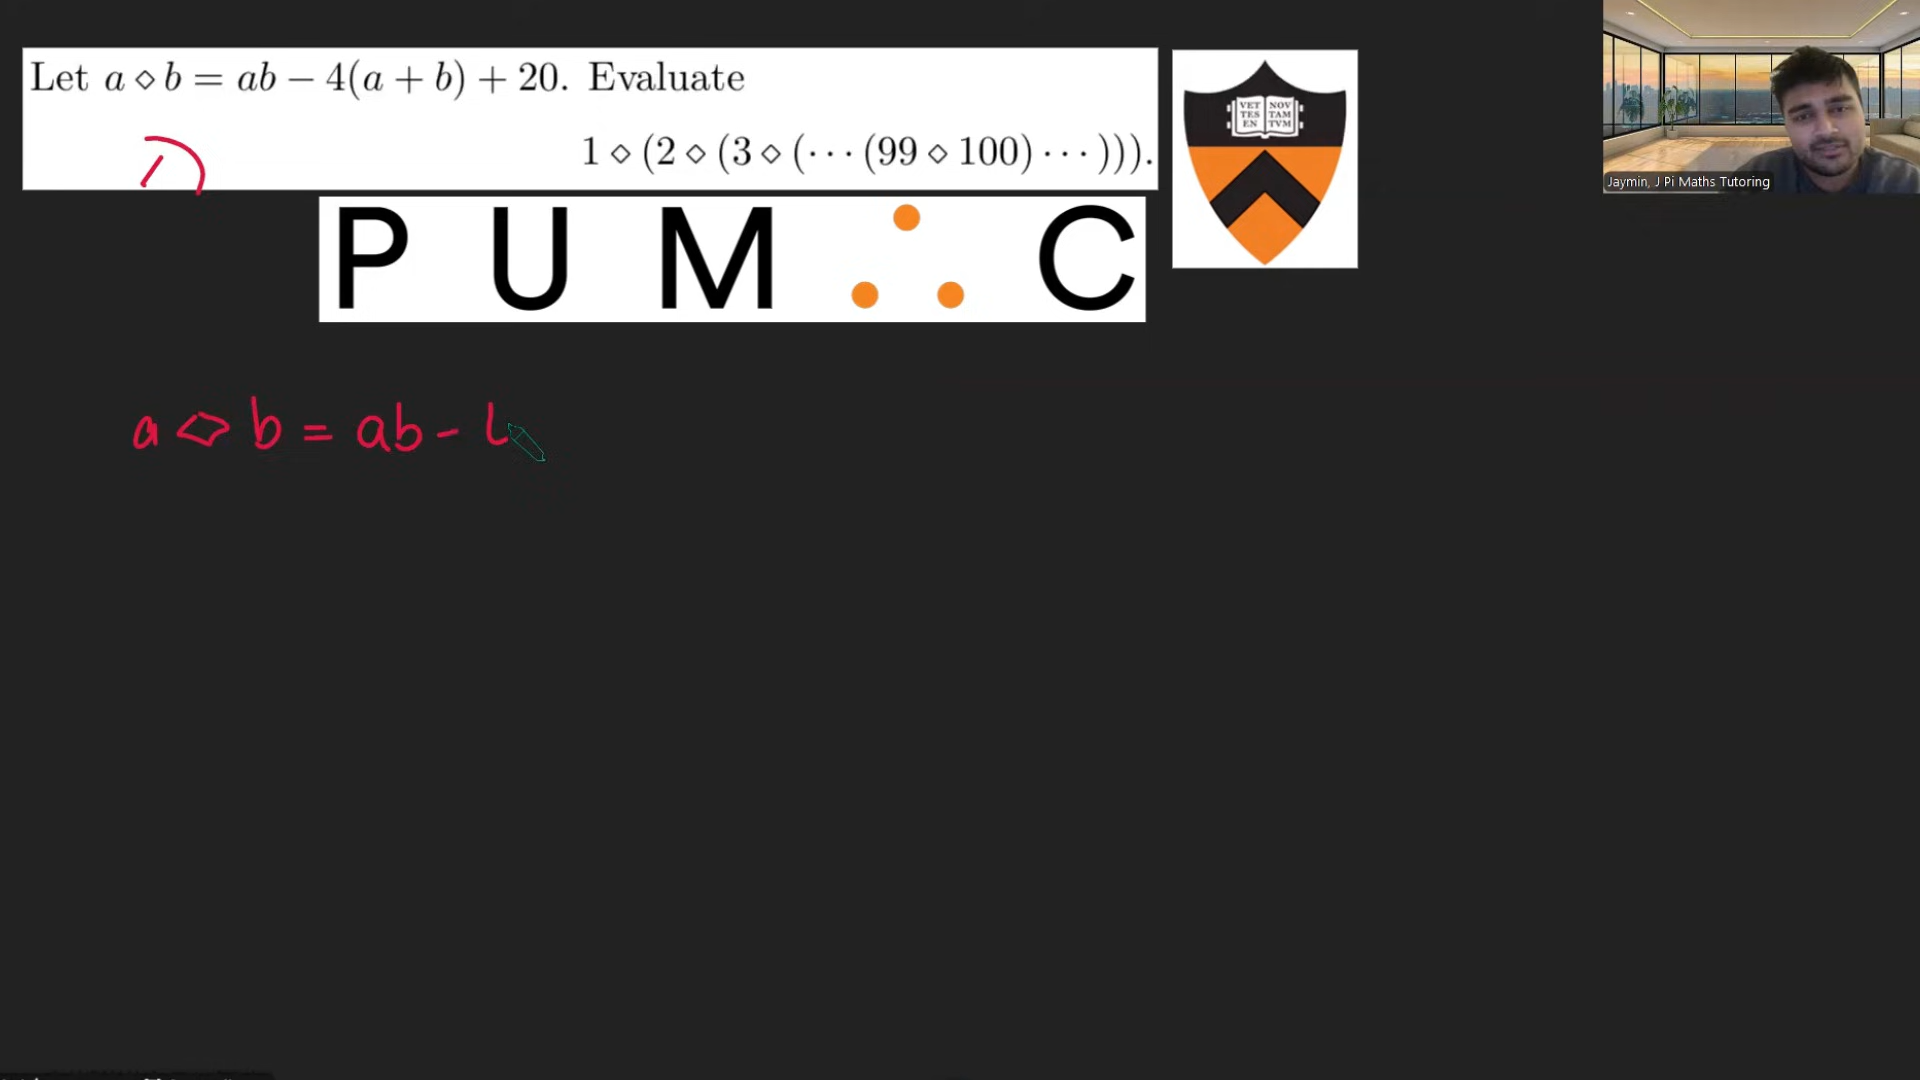 Let a ⋄ b = ab − 4(a + b) + 20. Evaluate
1 ⋄ (2 ⋄ (3 ⋄ (⋯ (99 ⋄ 100) ⋯ ))).
VET NOV
TES TAM
EN TVM
P U M ∴ C
Jaymin, J Pi Maths Tutoring
a ⋄ b = ab -